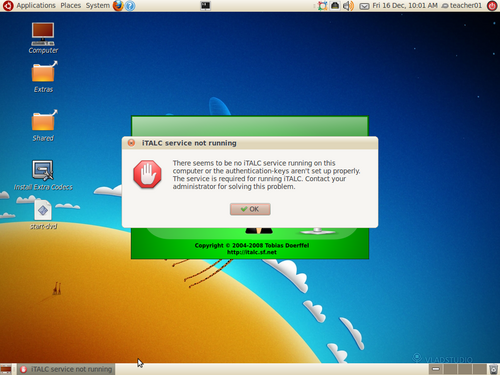 Applications Places System
Fri 16 Dec, 10:01 AM teacher01
Computer
Extras
Shared
Install Extra Codecs
start-dvd
iTALC service not running
There seems to be no iTALC service running on this
computer or the authentication-keys aren't set up properly.
The service is required for running iTALC. Contact your
administrator for solving this problem.
OK
Copyright © 2004-2008 Tobias Doerffel
http://italc.sf.net
VLADSTUDIO
iTALC service not running